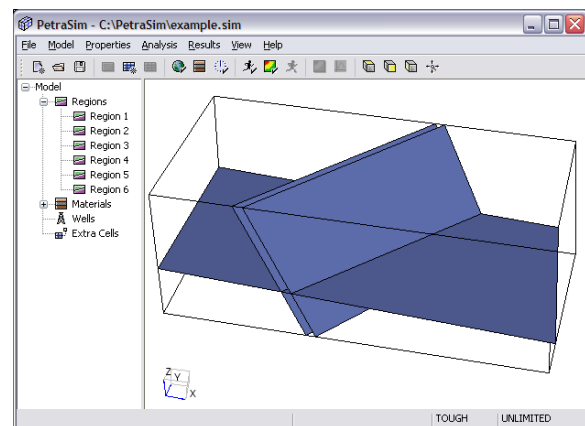 PetraSim - C:\PetraSim\example.sim
File Model Properties Analysis Results View Help
Model
Regions
Region 1
Region 2
Region 3
Region 4
Region 5
Region 6
Materials
Wells
Extra Cells
Z Y
X
TOUGH UNLIMITED